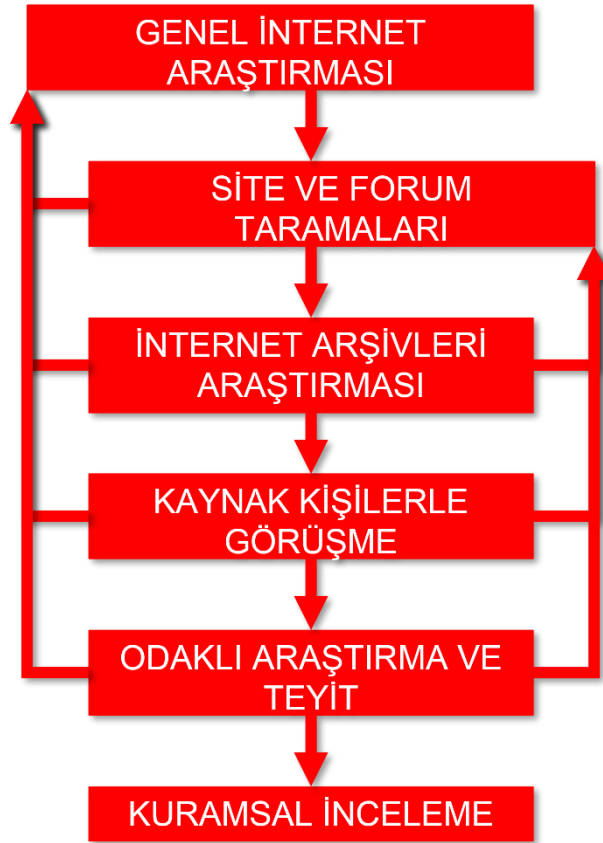 GENEL İNTERNET
ARAŞTIRMASI
SİTE VE FORUM
TARAMALARI
İNTERNET ARŞİVLERİ
ARAŞTIRMASI
KAYNAK KİŞİLERLE
GÖRÜŞME
ODAKLI ARAŞTIRMA VE
TEYİT
KURAMSAL İNCELEME